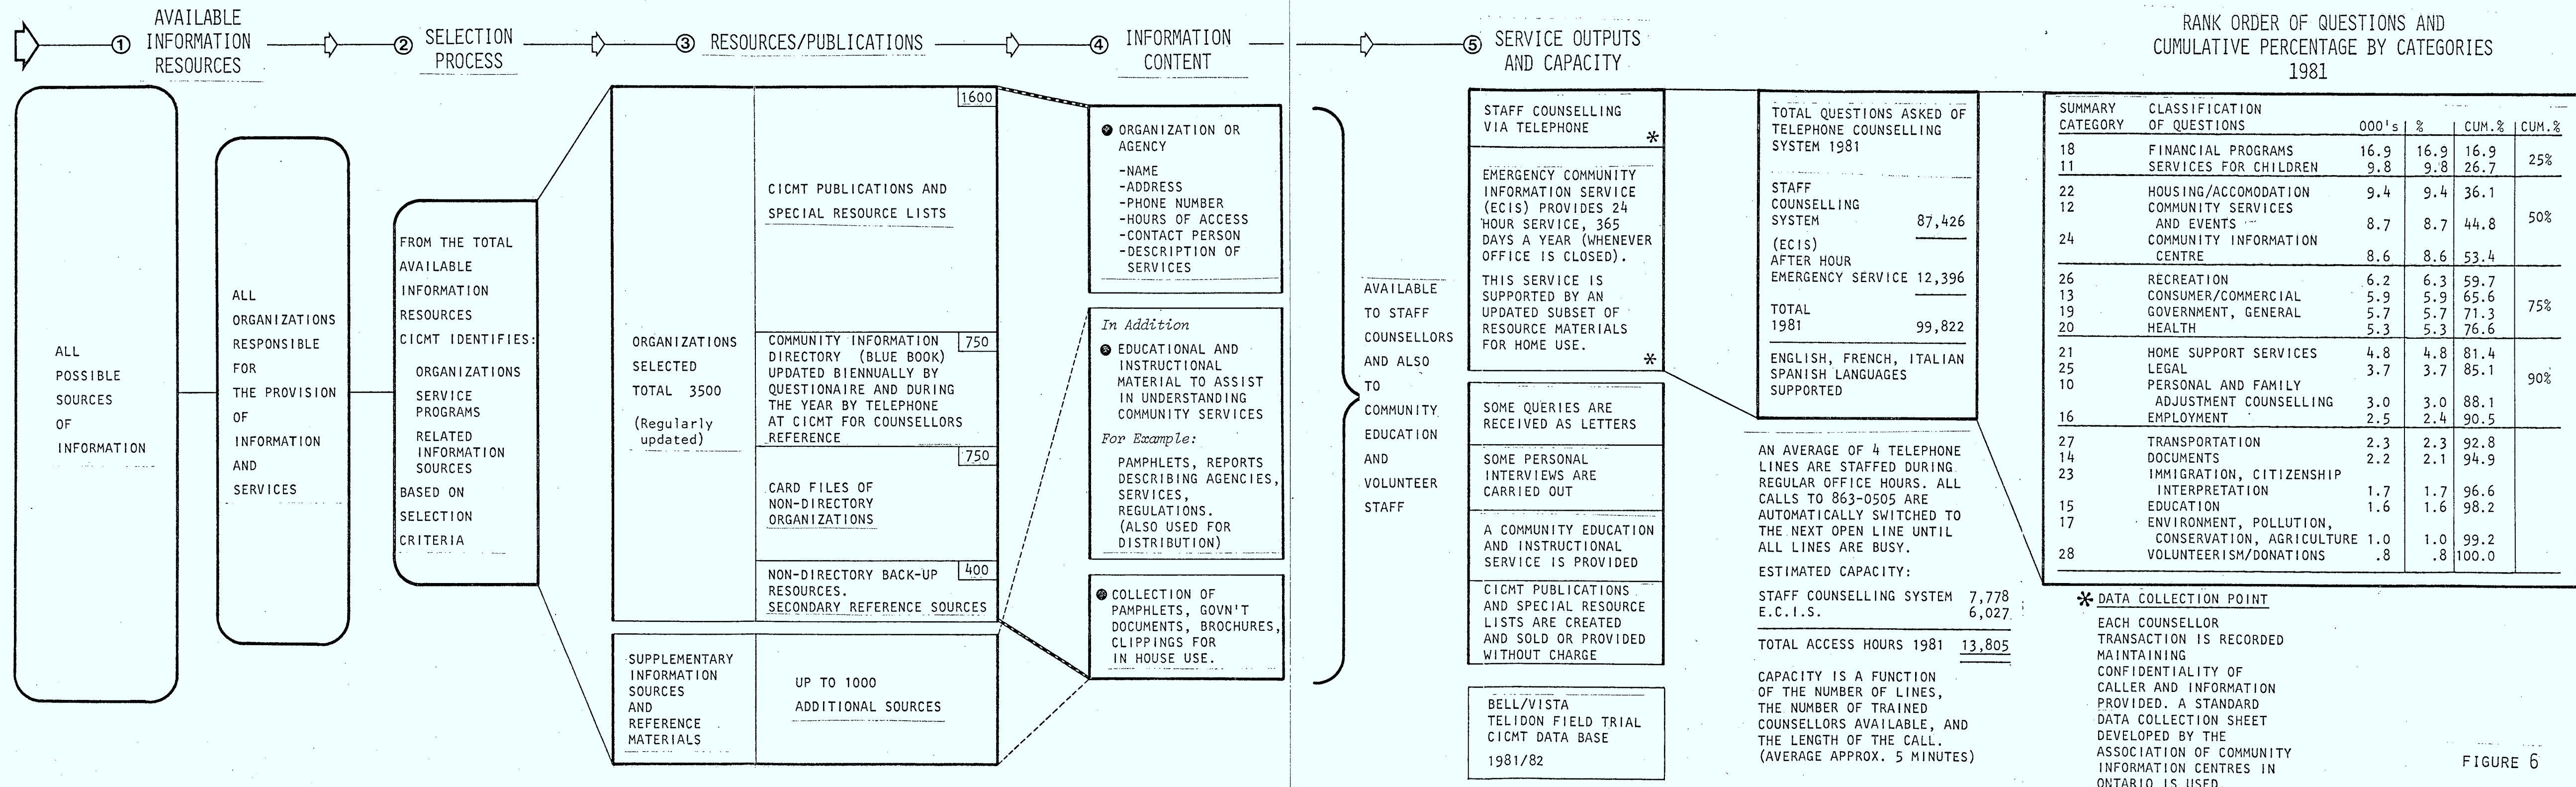 ① AVAILABLE
INFORMATION
RESOURCES
② SELECTION
PROCESS
③ RESOURCES/PUBLICATIONS
④ INFORMATION
CONTENT
⑤ SERVICE OUTPUTS
AND CAPACITY
RANK ORDER OF QUESTIONS AND
CUMULATIVE PERCENTAGE BY CATEGORIES
1981
ALL
POSSIBLE
SOURCES
OF
INFORMATION
ALL
ORGANIZATIONS
RESPONSIBLE
FOR
THE PROVISION
OF
INFORMATION
AND
SERVICES
FROM THE TOTAL
AVAILABLE
INFORMATION
RESOURCES
CICMT IDENTIFIES:
ORGANIZATIONS
SERVICE
PROGRAMS
RELATED
INFORMATION
SOURCES
BASED ON
SELECTION
CRITERIA
ORGANIZATIONS
SELECTED
TOTAL 3500
(Regularly
updated)
1600
CICMT PUBLICATIONS AND
SPECIAL RESOURCE LISTS
750
COMMUNITY INFORMATION
DIRECTORY (BLUE BOOK)
UPDATED BIENNUALLY BY
QUESTIONAIRE AND DURING
THE YEAR BY TELEPHONE
AT CICMT FOR COUNSELLORS
REFERENCE
750
CARD FILES OF
NON-DIRECTORY
ORGANIZATIONS
400
NON-DIRECTORY BACK-UP
RESOURCES.
SECONDARY REFERENCE SOURCES
SUPPLEMENTARY
INFORMATION
SOURCES
AND
REFERENCE
MATERIALS
UP TO 1000
ADDITIONAL SOURCES
ORGANIZATION OR
AGENCY
-NAME
-ADDRESS
-PHONE NUMBER
-HOURS OF ACCESS
-CONTACT PERSON
-DESCRIPTION OF
SERVICES
In Addition
EDUCATIONAL AND
INSTRUCTIONAL
MATERIAL TO ASSIST
IN UNDERSTANDING
COMMUNITY SERVICES
For Example:
PAMPHLETS, REPORTS
DESCRIBING AGENCIES,
SERVICES,
REGULATIONS.
(ALSO USED FOR
DISTRIBUTION)
COLLECTION OF
PAMPHLETS, GOVN'T
DOCUMENTS, BROCHURES,
CLIPPINGS FOR
IN HOUSE USE.
AVAILABLE
TO STAFF
COUNSELLORS
AND ALSO
TO
COMMUNITY
EDUCATION
AND
VOLUNTEER
STAFF
STAFF COUNSELLING
VIA TELEPHONE
*
EMERGENCY COMMUNITY
INFORMATION SERVICE
(ECIS) PROVIDES 24
HOUR SERVICE, 365
DAYS A YEAR (WHENEVER
OFFICE IS CLOSED).
THIS SERVICE IS
SUPPORTED BY AN
UPDATED SUBSET OF
RESOURCE MATERIALS
FOR HOME USE.
*
SOME QUERIES ARE
RECEIVED AS LETTERS
SOME PERSONAL
INTERVIEWS ARE
CARRIED OUT
A COMMUNITY EDUCATION
AND INSTRUCTIONAL
SERVICE IS PROVIDED
CICMT PUBLICATIONS
AND SPECIAL RESOURCE
LISTS ARE CREATED
AND SOLD OR PROVIDED
WITHOUT CHARGE
BELL/VISTA
TELIDON FIELD TRIAL
CICMT DATA BASE
1981/82
TOTAL QUESTIONS ASKED OF
TELEPHONE COUNSELLING
SYSTEM 1981
STAFF
COUNSELLING
SYSTEM 87,426
(ECIS)
AFTER HOUR
EMERGENCY SERVICE 12,396
TOTAL
1981 99,822
ENGLISH, FRENCH, ITALIAN
SPANISH LANGUAGES
SUPPORTED
AN AVERAGE OF 4 TELEPHONE
LINES ARE STAFFED DURING
REGULAR OFFICE HOURS. ALL
CALLS TO 863-0505 ARE
AUTOMATICALLY SWITCHED TO
THE NEXT OPEN LINE UNTIL
ALL LINES ARE BUSY.
ESTIMATED CAPACITY:
STAFF COUNSELLING SYSTEM 7,778
E.C.I.S. 6,027
TOTAL ACCESS HOURS 1981 13,805
CAPACITY IS A FUNCTION
OF THE NUMBER OF LINES,
THE NUMBER OF TRAINED
COUNSELLORS AVAILABLE, AND
THE LENGTH OF THE CALL.
(AVERAGE APPROX. 5 MINUTES)
SUMMARY CLASSIFICATION
CATEGORY OF QUESTIONS 000's % CUM.% CUM.%
18 FINANCIAL PROGRAMS 16.9 16.9 16.9
25%
11 SERVICES FOR CHILDREN 9.8 9.8 26.7
22 HOUSING/ACCOMODATION 9.4 9.4 36.1
12 COMMUNITY SERVICES
50%
AND EVENTS 8.7 8.7 44.8
24 COMMUNITY INFORMATION
CENTRE 8.6 8.6 53.4
26 RECREATION 6.2 6.3 59.7
13 CONSUMER/COMMERCIAL 5.9 5.9 65.6
75%
19 GOVERNMENT, GENERAL 5.7 5.7 71.3
20 HEALTH 5.3 5.3 76.6
21 HOME SUPPORT SERVICES 4.8 4.8 81.4
25 LEGAL 3.7 3.7 85.1
90%
10 PERSONAL AND FAMILY
ADJUSTMENT COUNSELLING 3.0 3.0 88.1
16 EMPLOYMENT 2.5 2.4 90.5
27 TRANSPORTATION 2.3 2.3 92.8
14 DOCUMENTS 2.2 2.1 94.9
23 IMMIGRATION, CITIZENSHIP
INTERPRETATION 1.7 1.7 96.6
15 EDUCATION 1.6 1.6 98.2
17 ENVIRONMENT, POLLUTION,
CONSERVATION, AGRICULTURE 1.0 1.0 99.2
28 VOLUNTEERISM/DONATIONS .8 .8 100.0
* DATA COLLECTION POINT
EACH COUNSELLOR
TRANSACTION IS RECORDED
MAINTAINING
CONFIDENTIALITY OF
CALLER AND INFORMATION
PROVIDED. A STANDARD
DATA COLLECTION SHEET
DEVELOPED BY THE
ASSOCIATION OF COMMUNITY
INFORMATION CENTRES IN
ONTARIO IS USED.
FIGURE 6